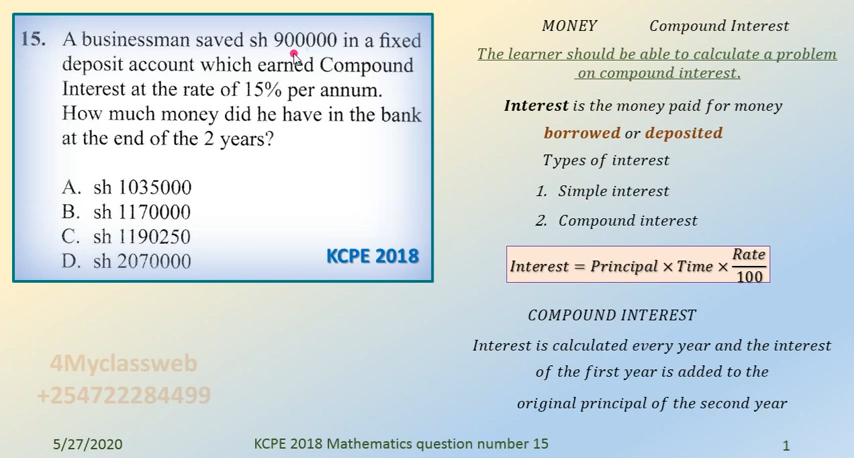 15. A businessman saved sh 900000 in a fixed
deposit account which earned Compound
Interest at the rate of 15% per annum.
How much money did he have in the bank
at the end of the 2 years?
A. sh 1035000
B. sh 1170000
C. sh 1190250
D. sh 2070000
KCPE 2018
4Myclassweb
+254722284499
MONEY Compound Interest
The learner should be able to calculate a problem
on compound interest.
Interest is the money paid for money
borrowed or deposited
Types of interest
1. Simple interest
2. Compound interest
Interest = Principal × Time × Rate/100
COMPOUND INTEREST
Interest is calculated every year and the interest
of the first year is added to the
original principal of the second year
5/27/2020 KCPE 2018 Mathematics question number 15 1